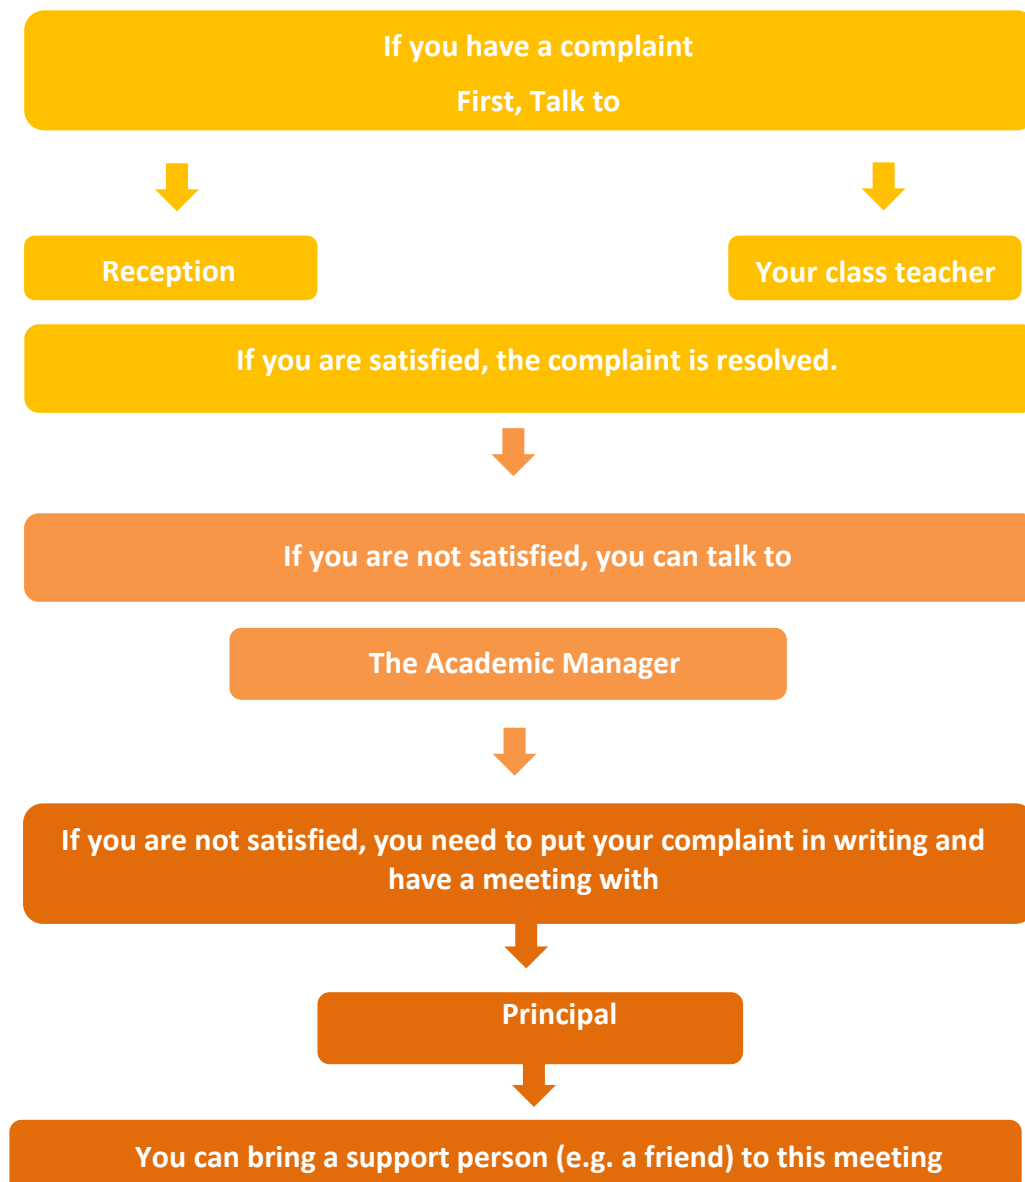 If you have a complaint
First, Talk to
Reception
Your class teacher
If you are satisfied, the complaint is resolved.
If you are not satisfied, you can talk to
The Academic Manager
If you are not satisfied, you need to put your complaint in writing and
have a meeting with
Principal
You can bring a support person (e.g. a friend) to this meeting